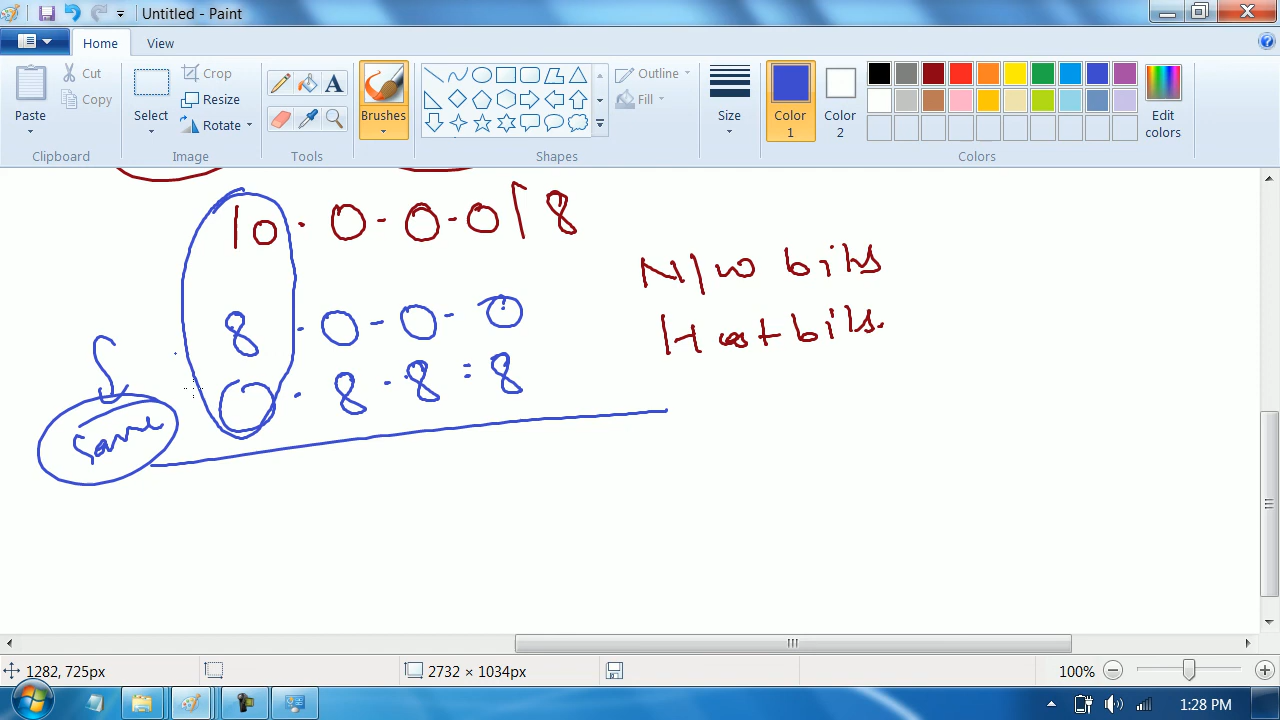 Untitled - Paint
Home View
Paste Cut Copy Select Crop Resize Rotate Brushes A Size Outline Fill Color 1 Color 2 Edit colors
Clipboard Image Tools Shapes Colors
10 . 0 - 0 - 0 / 8
N/w bits
8 . 0 - 0 - 0
Host bits.
0 . 8 - 8 = 8
Same
1282, 725px 2732 × 1034px 100%
1:28 PM